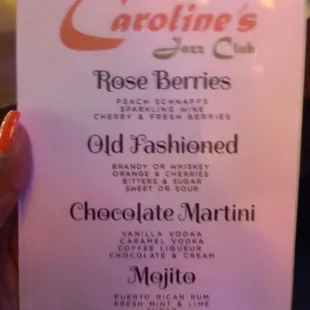 Caroline's
Jazz Club
Rose Berries
PEACH SCHNAPPS
SPARKLING WINE
CHERRY & FRESH BERRIES
Old Fashioned
BRANDY OR WHISKEY
ORANGE & CHERRIES
BITTERS & SUGAR
SWEET OR SOUR
Chocolate Martini
VANILLA VODKA
CARAMEL VODKA
COFFEE LIQUEUR
CHOCOLATE & CREAM
Mojito
PUERTO RICAN RUM
FRESH MINT & LIME